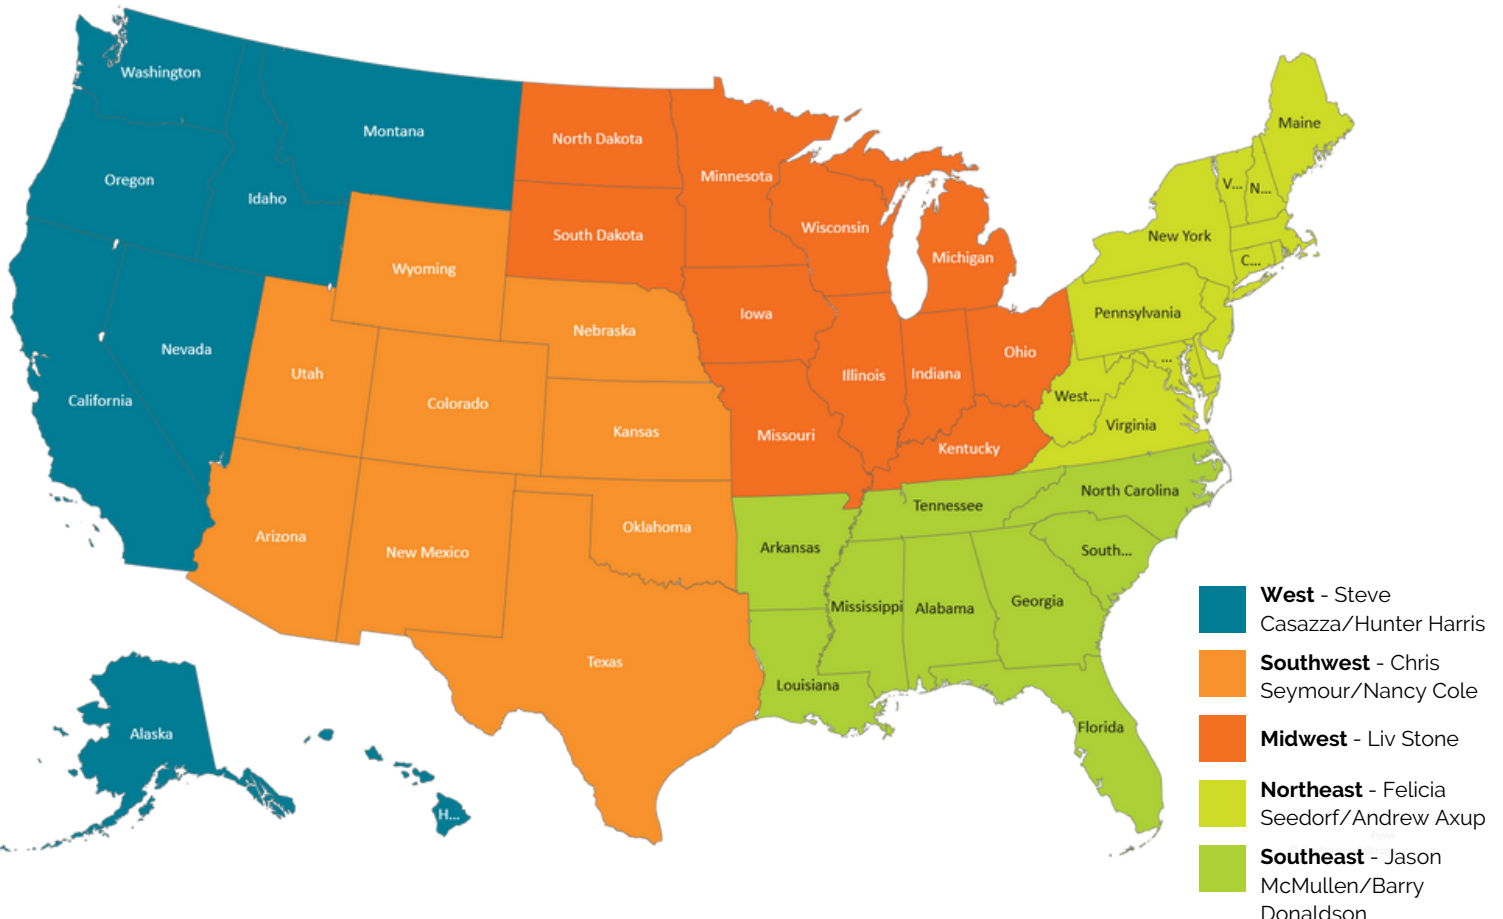 Washington
Montana
North Dakota
Minnesota
Maine
Oregon
Idaho
South Dakota
Wisconsin
Michigan
New York
V...
N...
C...
Wyoming
Nebraska
Iowa
Pennsylvania
Nevada
Utah
Colorado
Kansas
Illinois
Indiana
Ohio
...
West...
Virginia
California
Missouri
Kentucky
Arizona
New Mexico
Oklahoma
Arkansas
Tennessee
North Carolina
South...
Mississippi
Alabama
Georgia
Texas
Louisiana
Florida
Alaska
H...
West - Steve
Casazza/Hunter Harris
Southwest - Chris
Seymour/Nancy Cole
Midwest - Liv Stone
Northeast - Felicia
Seedorf/Andrew Axup
Southeast - Jason
McMullen/Barry
Donaldson